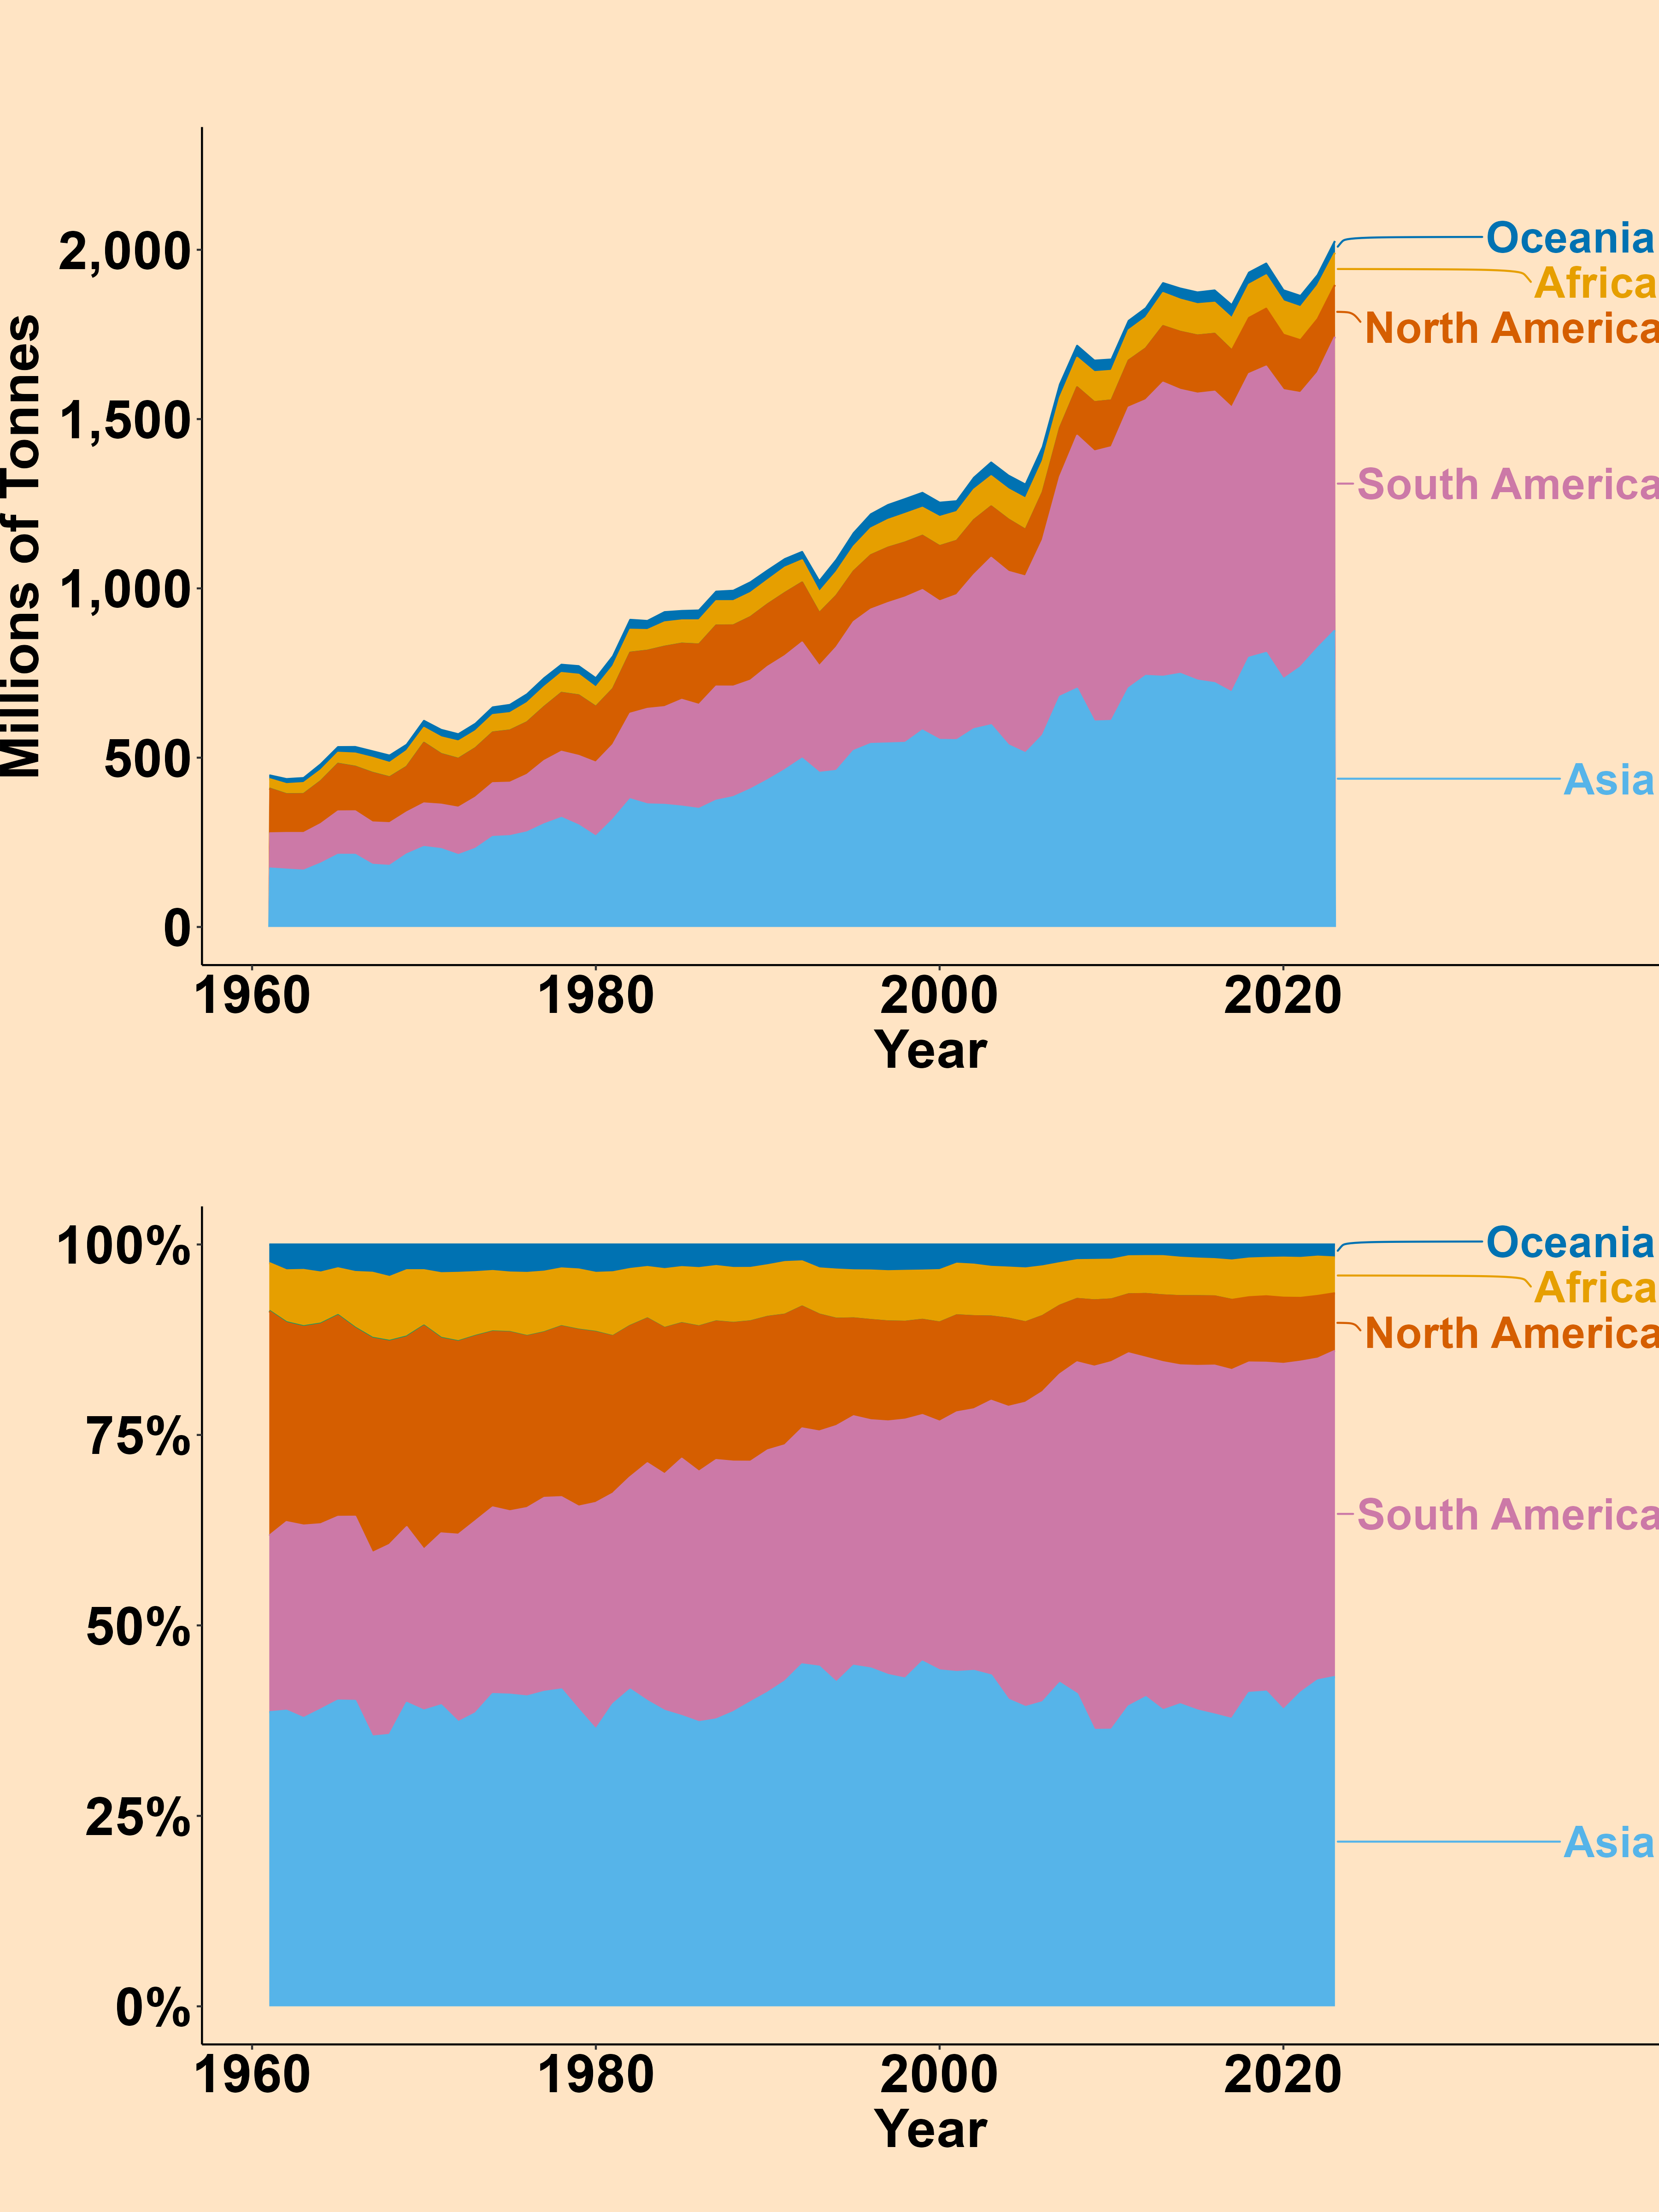 Millions of Tonnes
2,000
1,500
1,000
500
0
Oceania
Africa
North America
South America
Asia
1960 1980 2000 2020
Year
100%
75%
50%
25%
0%
Oceania
Africa
North America
South America
Asia
1960 1980 2000 2020
Year